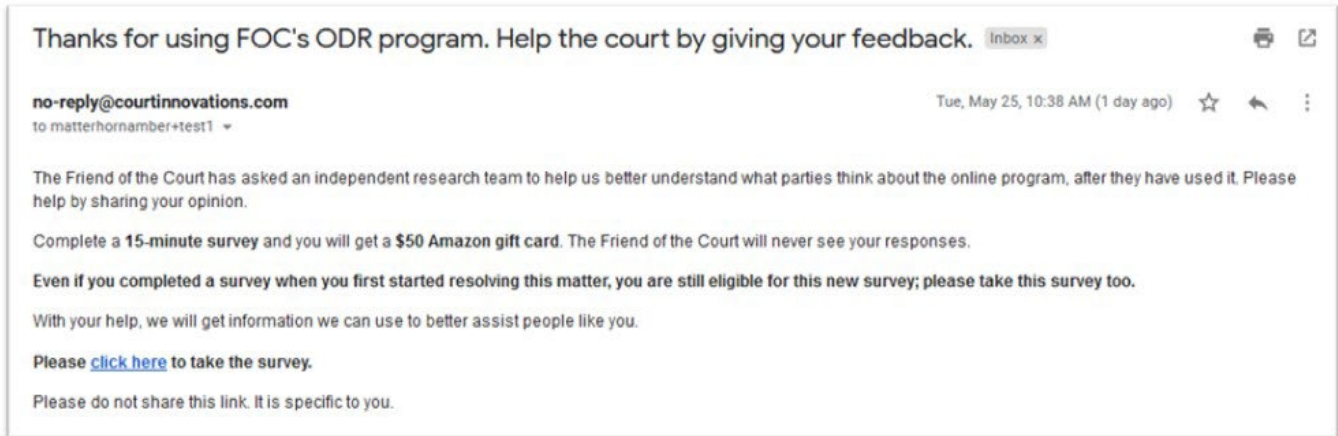 Thanks for using FOC's ODR program. Help the court by giving your feedback. Inbox x
no-reply@courtinnovations.com Tue, May 25, 10:38 AM (1 day ago)
to matterhornamber+test1
The Friend of the Court has asked an independent research team to help us better understand what parties think about the online program, after they have used it. Please
help by sharing your opinion.
Complete a 15-minute survey and you will get a $50 Amazon gift card. The Friend of the Court will never see your responses.
Even if you completed a survey when you first started resolving this matter, you are still eligible for this new survey; please take this survey too.
With your help, we will get information we can use to better assist people like you.
Please click here to take the survey.
Please do not share this link. It is specific to you.